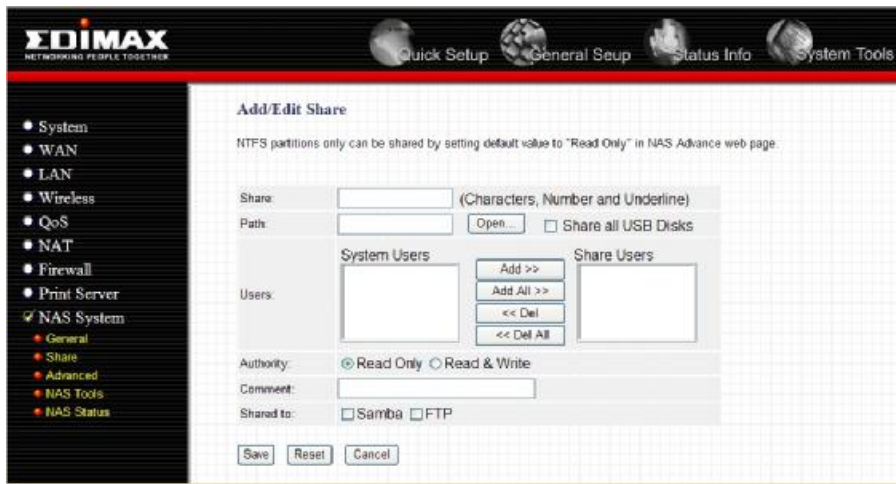 EDIMAX
NETWORKING PEOPLE TOGETHER
Quick Setup
General Seup
Status Info
System Tools
System
WAN
LAN
Wireless
QoS
NAT
Firewall
Print Server
NAS System
General
Share
Advanced
NAS Tools
NAS Status
Add/Edit Share
NTFS partitions only can be shared by setting default value to "Read Only" in NAS Advance web page.
Share: (Characters, Number and Underline)
Path: Open... Share all USB Disks
Users:
System Users
Add >>
Add All >>
<< Del
<< Del All
Share Users
Authority: Read Only Read & Write
Comment:
Shared to: Samba FTP
Save Reset Cancel